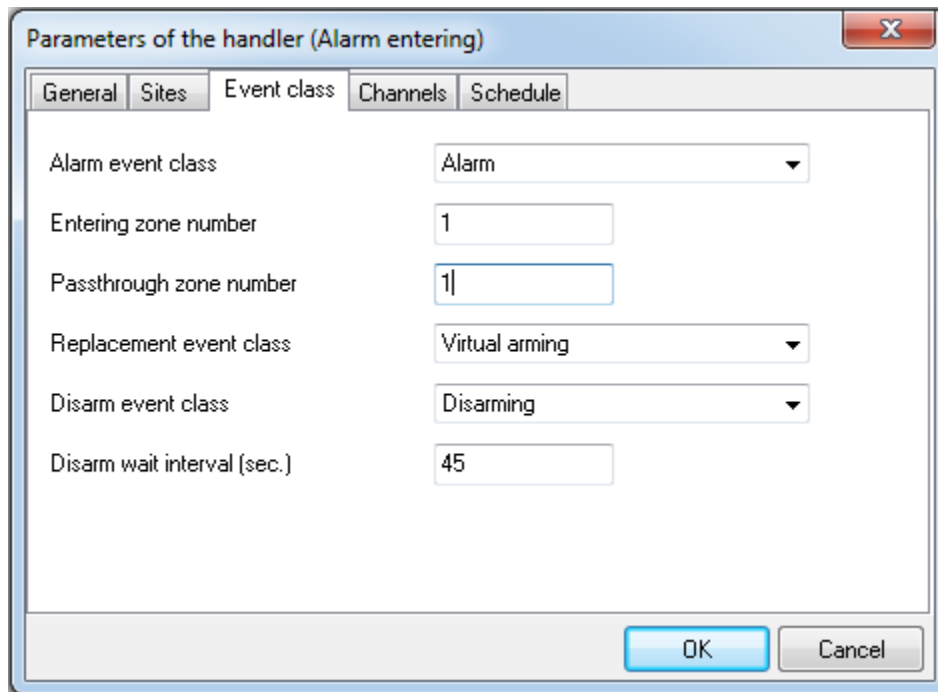 Parameters of the handler (Alarm entering)
General Sites Event class Channels Schedule
Alarm event class Alarm
Entering zone number 1
Passthrough zone number 1
Replacement event class Virtual arming
Disarm event class Disarming
Disarm wait interval (sec.) 45
OK Cancel